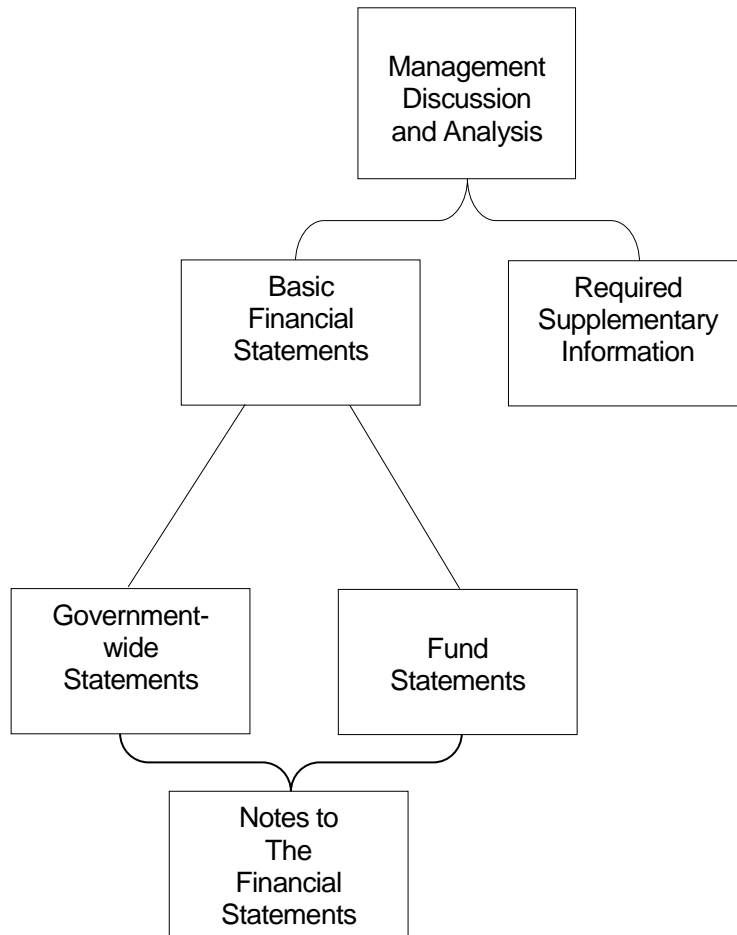 Management
Discussion
and Analysis
Basic
Financial
Statements
Required
Supplementary
Information
Government-
wide
Statements
Fund
Statements
Notes to
The
Financial
Statements